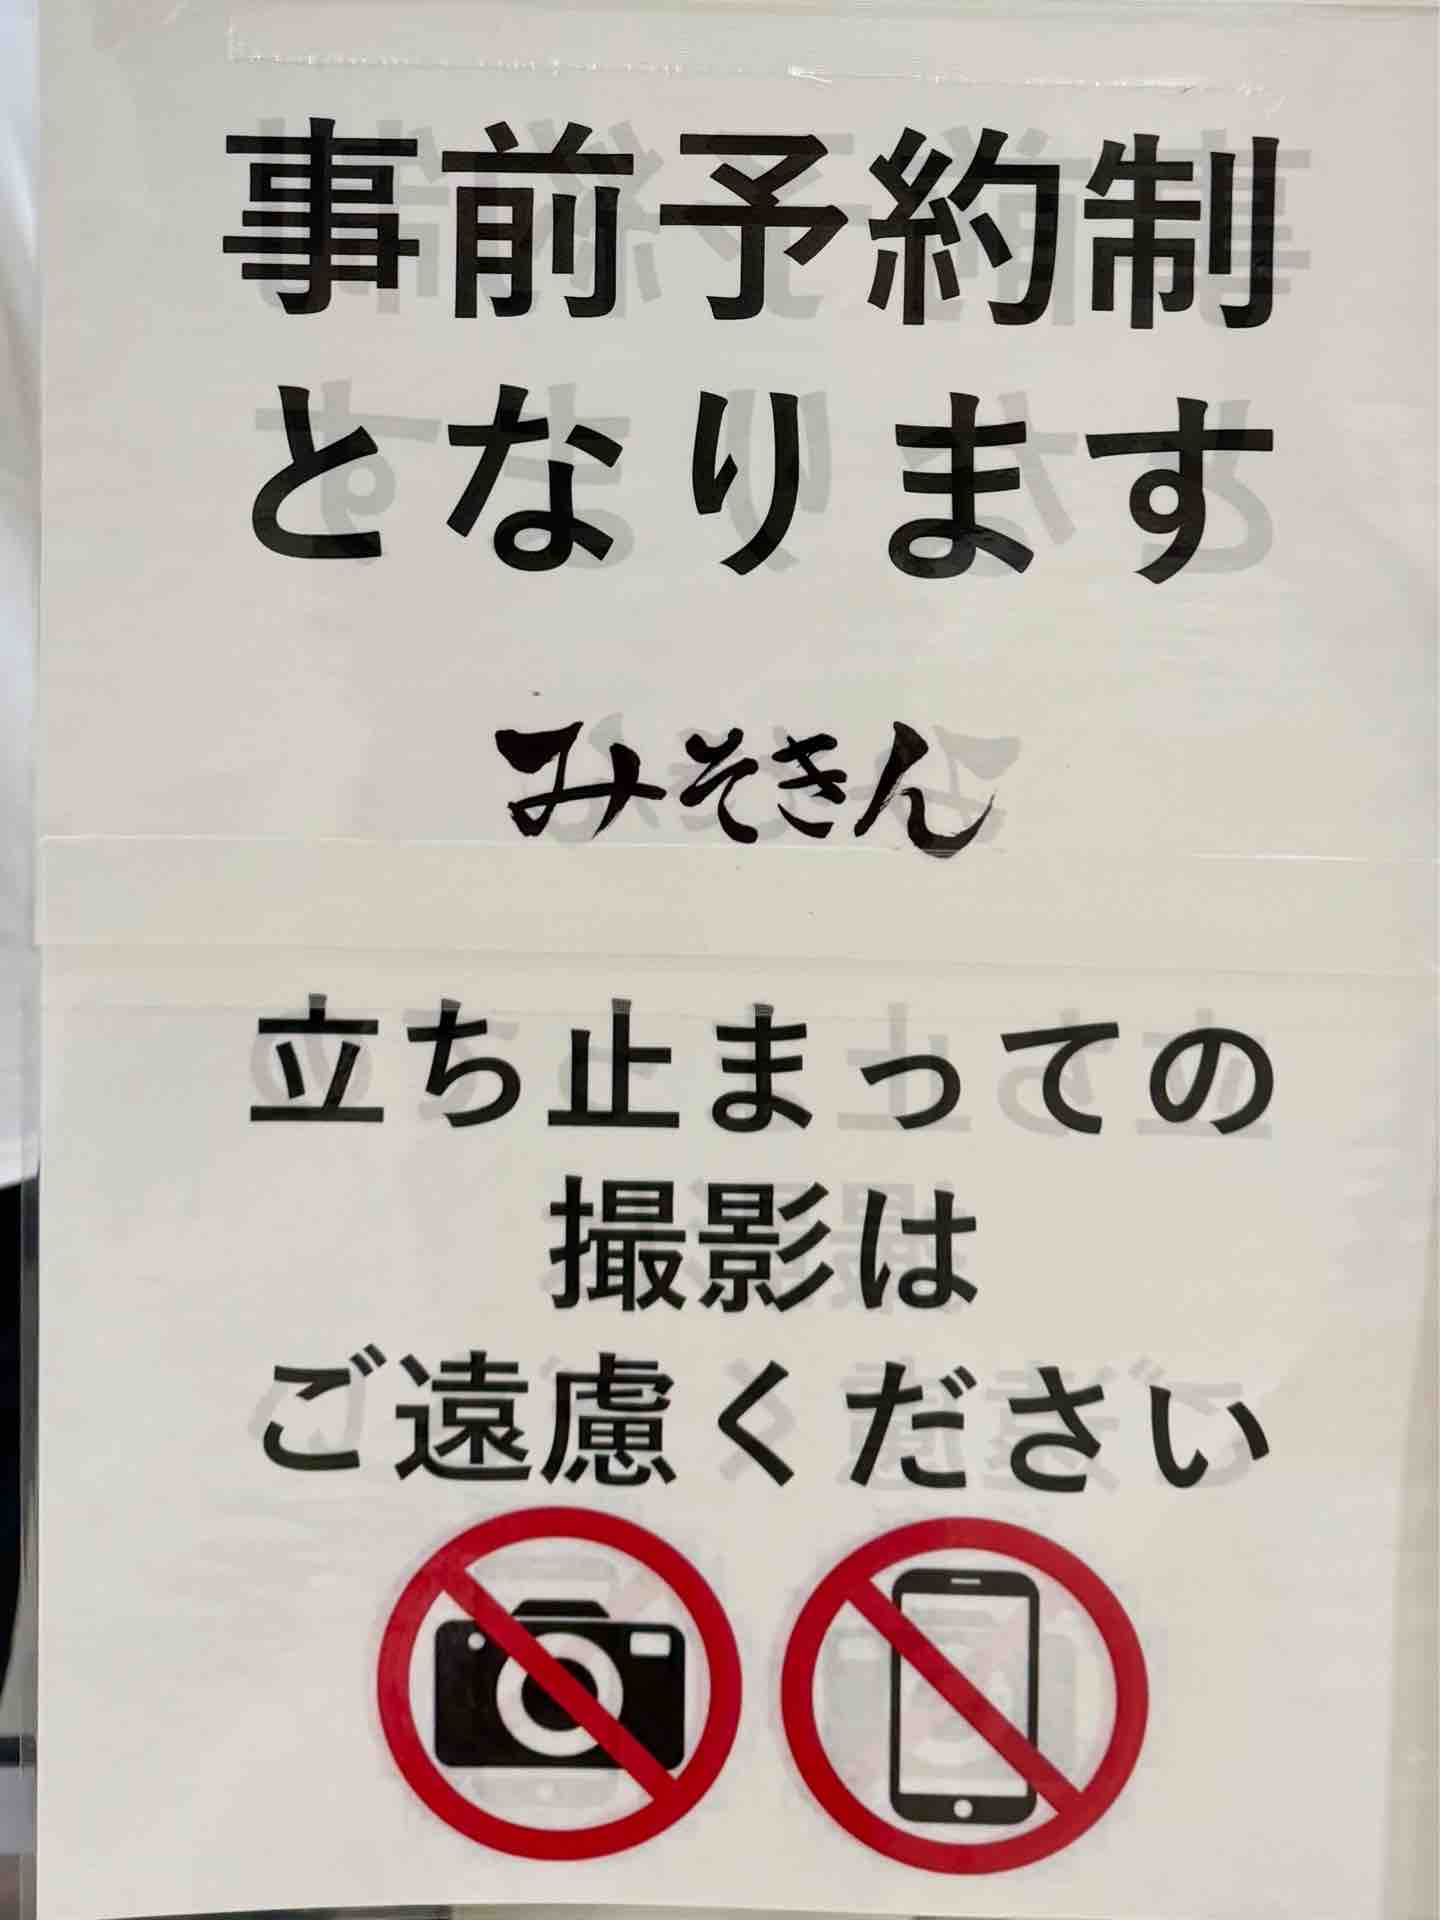 事前予約制
となります
みそきん
立ち止まっての
撮影は
ご遠慮ください